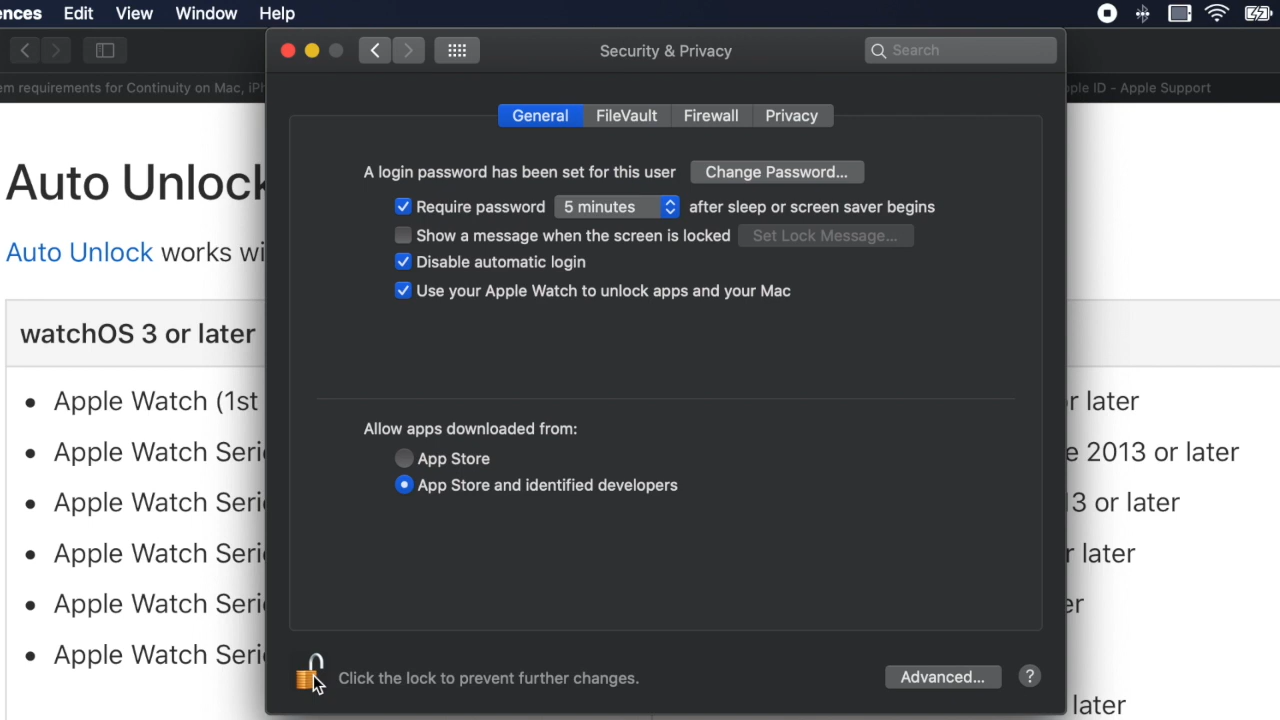 ences Edit View Window Help
Security & Privacy
Search
em requirements for Continuity on Mac, iPh
ple ID - Apple Support
General FileVault Firewall Privacy
Auto Unlock
A login password has been set for this user Change Password...
Require password 5 minutes after sleep or screen saver begins
Show a message when the screen is locked Set Lock Message...
Auto Unlock works wi
Disable automatic login
Use your Apple Watch to unlock apps and your Mac
watchOS 3 or later
Apple Watch (1st
r later
Allow apps downloaded from:
Apple Watch Seri
e 2013 or later
App Store
App Store and identified developers
Apple Watch Seri
13 or later
Apple Watch Seri
r later
Apple Watch Seri
er
Apple Watch Seri
Click the lock to prevent further changes. Advanced... ?
later